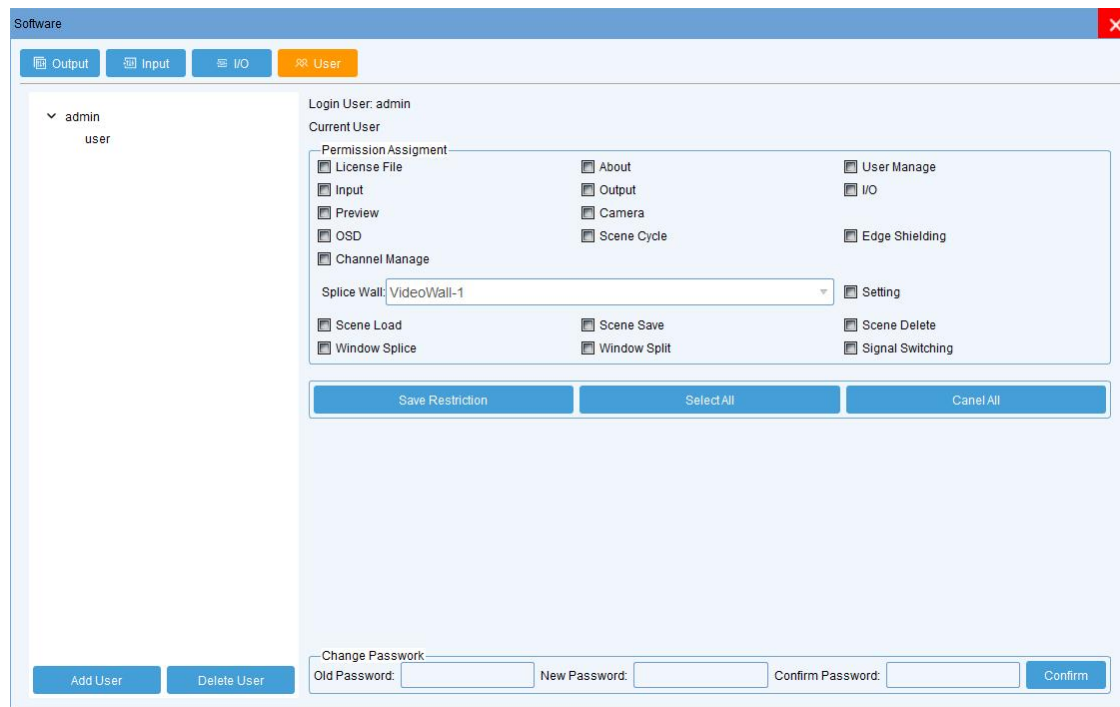 Software
Output Input I/O User
admin
user
Login User: admin
Current User
Permission Assigment
License File About User Manage
Input Output I/O
Preview Camera
OSD Scene Cycle Edge Shielding
Channel Manage
Splice Wall: VideoWall-1 Setting
Scene Load Scene Save Scene Delete
Window Splice Window Split Signal Switching
Save Restriction Select All Canel All
Change Passwork
Old Password: New Password: Confirm Password: Confirm
Add User Delete User